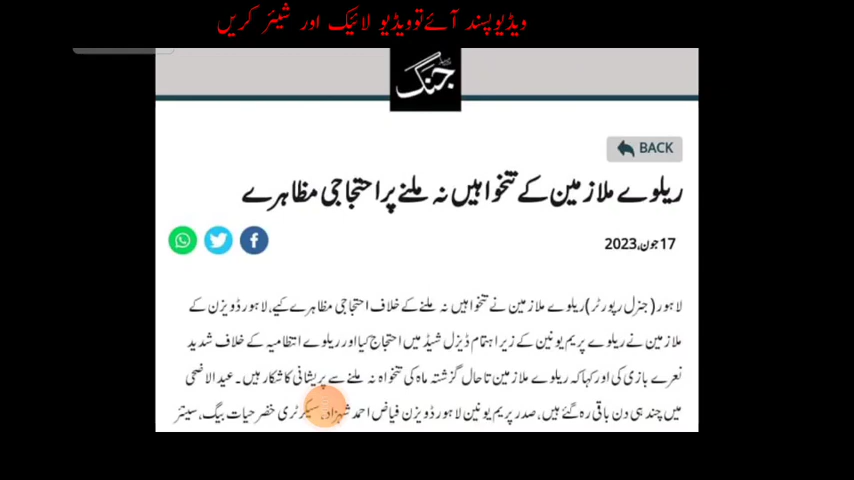 ویڈیو پسند آئے تو ویڈیو لائیک اور شیئر کریں
جنگ
BACK
ریلوے ملازمین کے تنخواہیں نہ ملنے پر احتجاجی مظاہرے
17 جون، 2023
لاہور (جنرل رپورٹر) ریلوے ملازمین نے تنخواہیں نہ ملنے کے خلاف احتجاجی مظاہرے کیے، لاہور ڈویزن کے
ملازمین نے ریلوے پریم یونین کے زیر اہتمام ڈیزل شیڈ میں احتجاج کیا اور ریلوے انتظامیہ کے خلاف شدید
نعرے بازی کی اور کہا کہ ریلوے ملازمین تاحال گزشتہ ماہ کی تنخواہ نہ ملنے سے پریشانی کا شکار ہیں۔ عید الاضحی
میں چند ہی دن باقی رہ گئے ہیں، صدر پریم یونین لاہور ڈویزن فیاض احمد شہزاد، سیکرٹری خضر حیات بیگ، سینئر